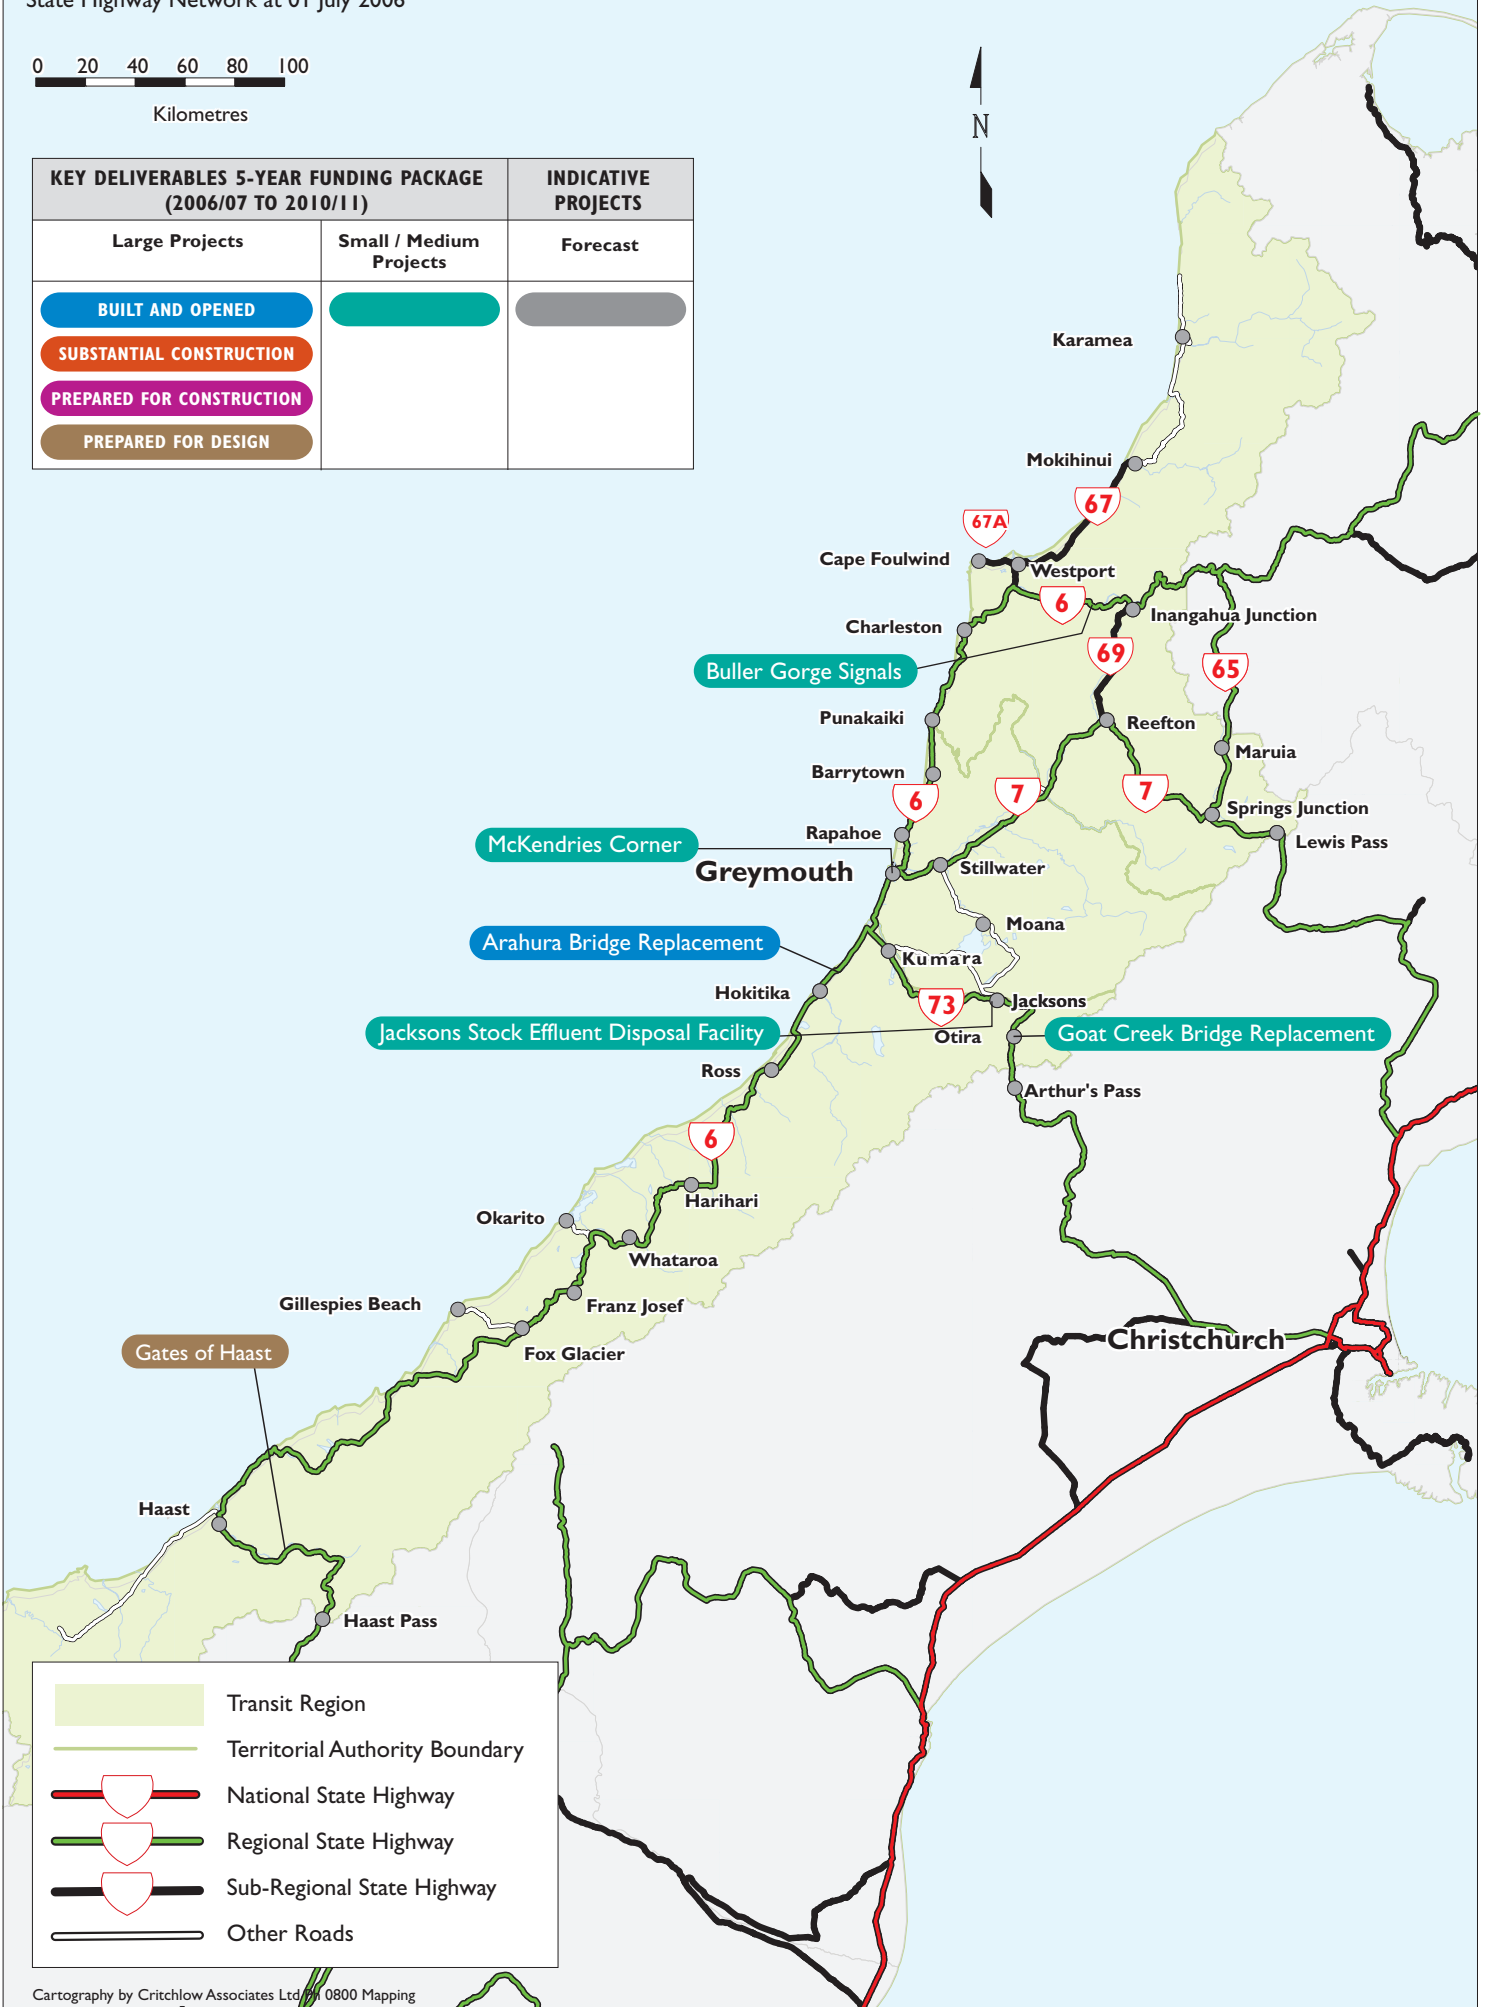 State Highway Network at 01 July 2006
0 20 40 60 80 100
Kilometres
N
KEY DELIVERABLES 5-YEAR FUNDING PACKAGE
(2006/07 TO 2010/11)
INDICATIVE
PROJECTS
Large Projects
Small / Medium
Projects
Forecast
BUILT AND OPENED
SUBSTANTIAL CONSTRUCTION
PREPARED FOR CONSTRUCTION
PREPARED FOR DESIGN
Karamea
Mokihinui
67
67A
Cape Foulwind
Westport
6
Inangahua Junction
Charleston
69
65
Buller Gorge Signals
Punakaiki
Reefton
Maruia
Barrytown
6
7
7
Springs Junction
Rapahoe
Lewis Pass
McKendries Corner
Greymouth
Stillwater
Moana
Arahura Bridge Replacement
Kumara
Hokitika
73
Jacksons
Jacksons Stock Effluent Disposal Facility
Otira
Goat Creek Bridge Replacement
Ross
Arthur's Pass
6
Harihari
Okarito
Whataroa
Gillespies Beach
Franz Josef
Gates of Haast
Fox Glacier
Christchurch
Haast
Haast Pass
Transit Region
Territorial Authority Boundary
National State Highway
Regional State Highway
Sub-Regional State Highway
Other Roads
Cartography by Critchlow Associates Ltd Ph 0800 Mapping